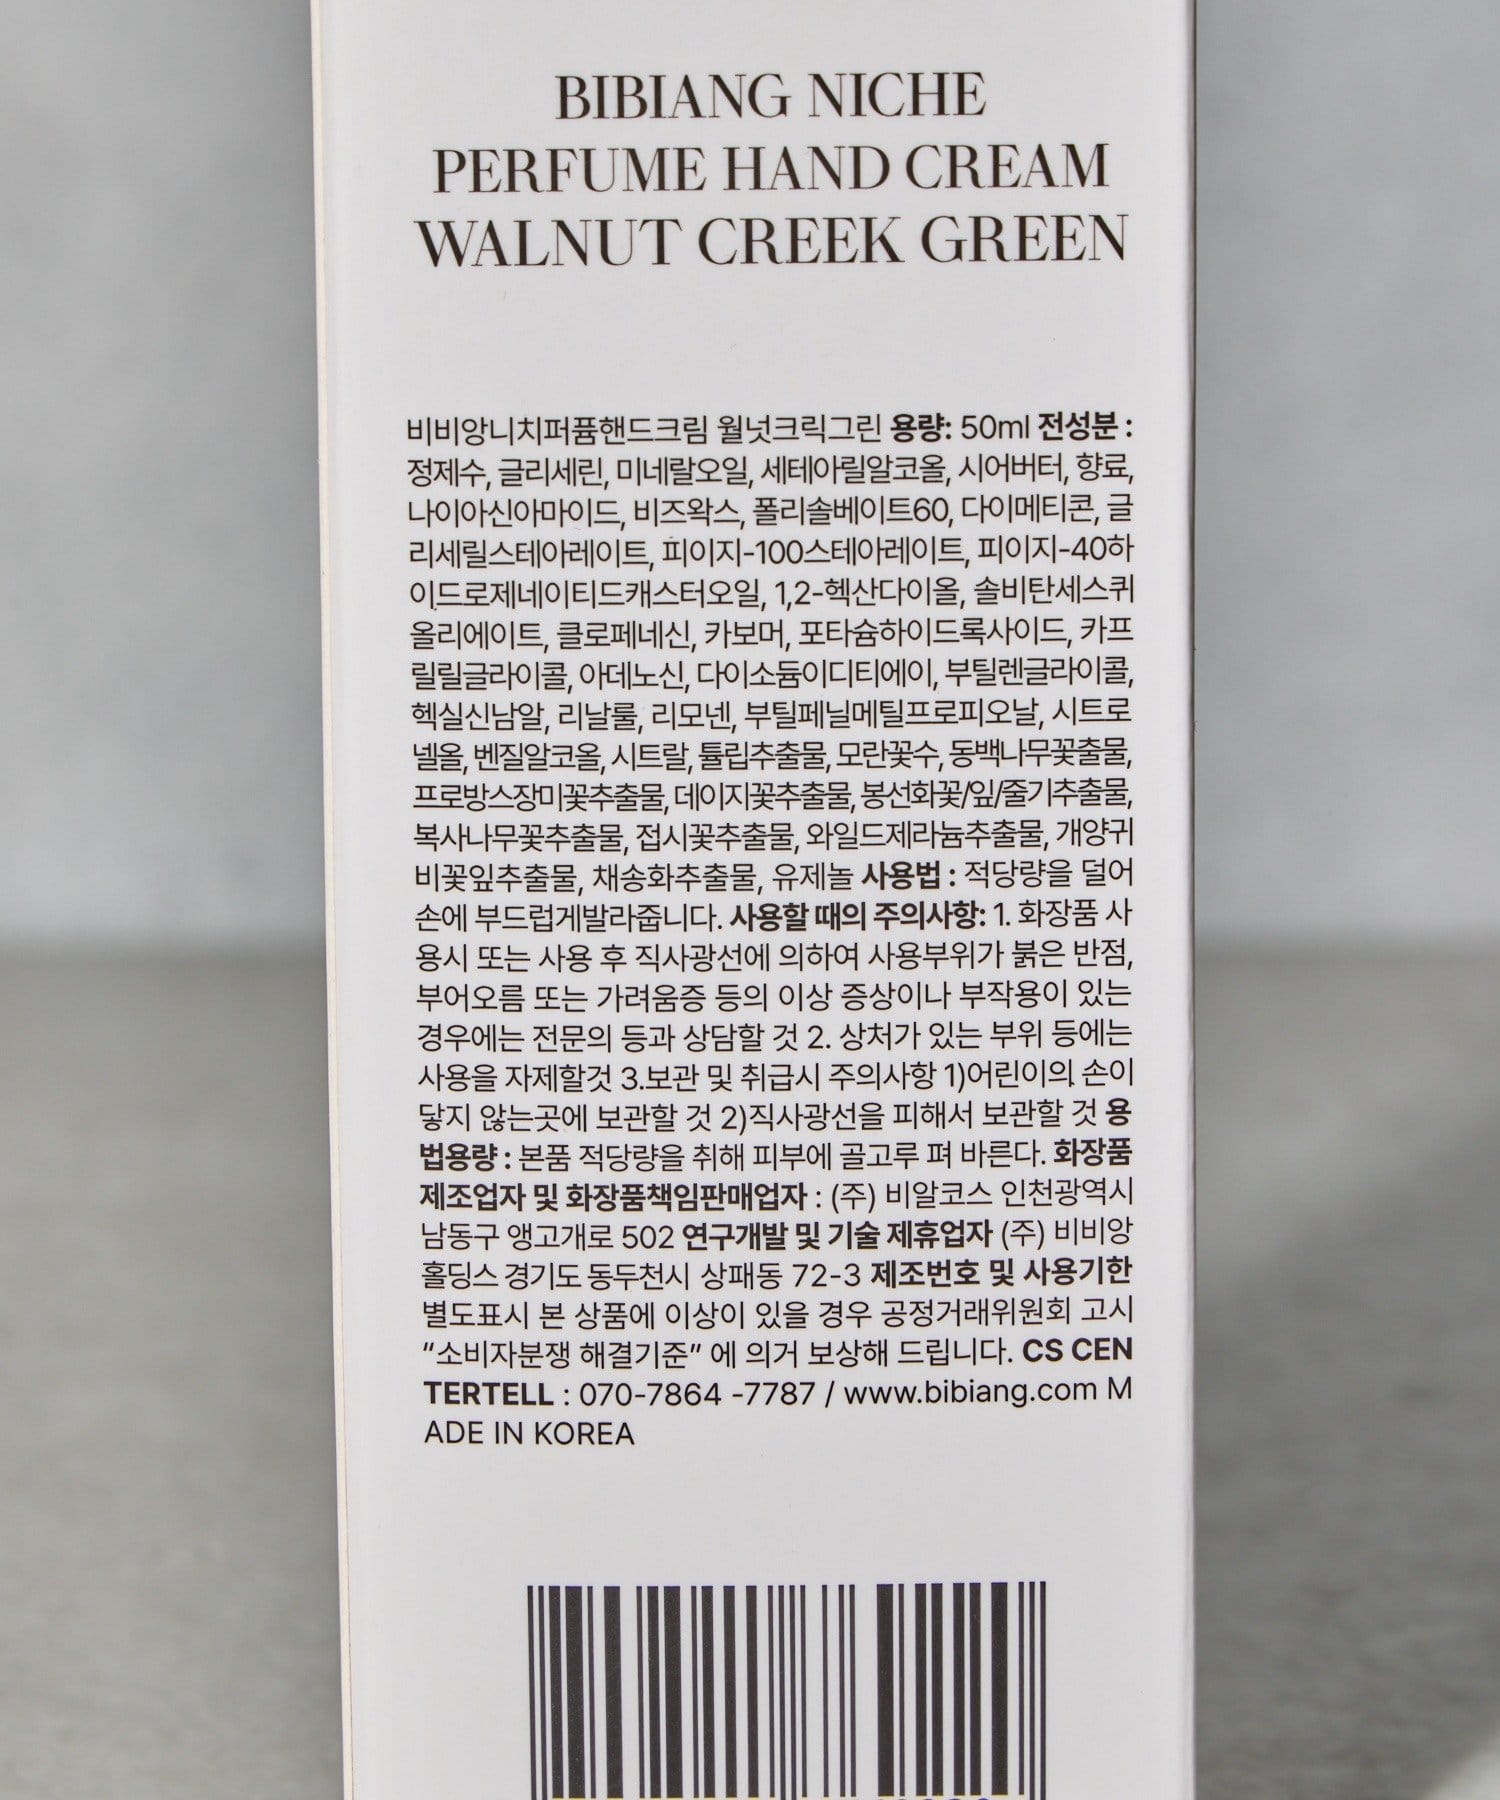 BIBIANG NICHE
PERFUME HAND CREAM
WALNUT CREEK GREEN
비비앙니치퍼퓸핸드크림 월넛크릭그린 용량: 50ml 전성분 :
정제수, 글리세린, 미네랄오일, 세테아릴알코올, 시어버터, 향료,
나이아신아마이드, 비즈왁스, 폴리솔베이트60, 다이메티콘, 글
리세릴스테아레이트, 피이지-100스테아레이트, 피이지-40하
이드로제네이티드캐스터오일, 1,2-헥산다이올, 솔비탄세스퀴
올리에이트, 클로페네신, 카보머, 포타슘하이드록사이드, 카프
릴릴글라이콜, 아데노신, 다이소듐이디티에이, 부틸렌글라이콜,
헥실신남알, 리날룰, 리모넨, 부틸페닐메틸프로피오날, 시트로
넬올, 벤질알코올, 시트랄, 튤립추출물, 모란꽃수, 동백나무꽃출물,
프로방스장미꽃추출물, 데이지꽃추출물, 봉선화꽃/잎/줄기추출물,
복사나무꽃추출물, 접시꽃추출물, 와일드제라늄추출물, 개양귀
비꽃잎추출물, 채송화추출물, 유제놀 사용법 : 적당량을 덜어
손에 부드럽게발라줍니다. 사용할 때의 주의사항: 1. 화장품 사
용시 또는 사용 후 직사광선에 의하여 사용부위가 붉은 반점,
부어오름 또는 가려움증 등의 이상 증상이나 부작용이 있는
경우에는 전문의 등과 상담할 것 2. 상처가 있는 부위 등에는
사용을 자제할것 3.보관 및 취급시 주의사항 1)어린이의 손이
닿지 않는곳에 보관할 것 2)직사광선을 피해서 보관할 것 용
법용량 : 본품 적당량을 취해 피부에 골고루 펴 바른다. 화장품
제조업자 및 화장품책임판매업자 : (주) 비알코스 인천광역시
남동구 앵고개로 502 연구개발 및 기술 제휴업자 (주) 비비앙
홀딩스 경기도 동두천시 상패동 72-3 제조번호 및 사용기한
별도표시 본 상품에 이상이 있을 경우 공정거래위원회 고시
“소비자분쟁 해결기준” 에 의거 보상해 드립니다. CS CEN
TERTELL : 070-7864 -7787 / www.bibiang.com M
ADE IN KOREA